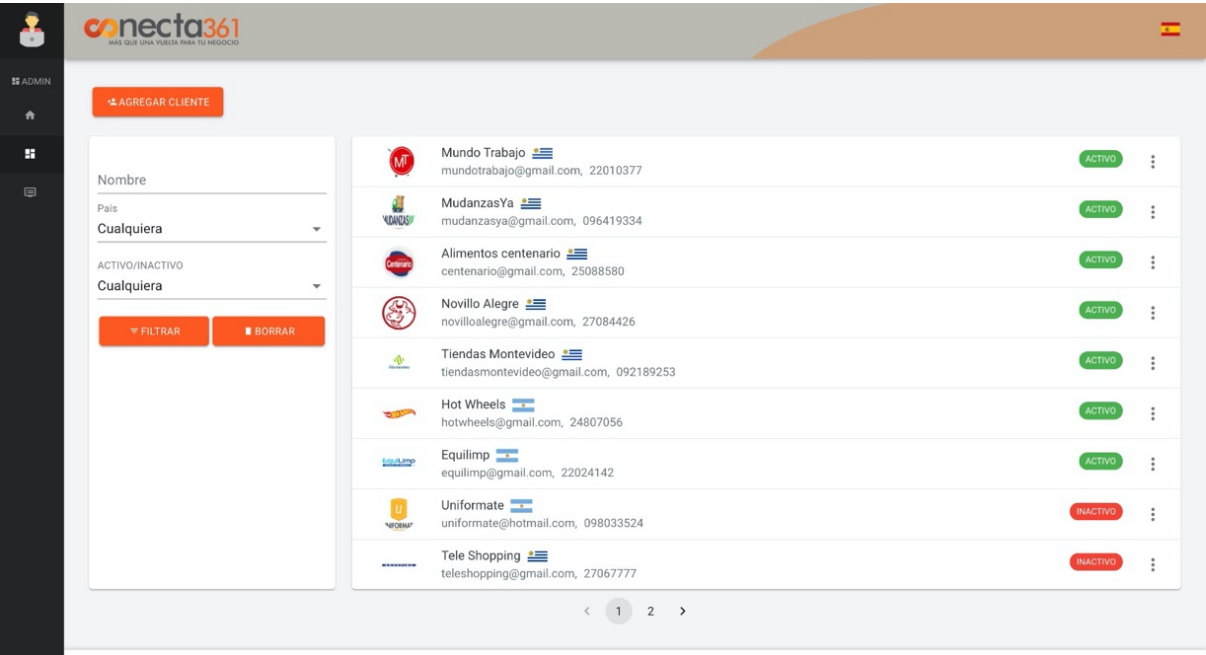 conecta361
MÁS QUE UNA VUELTA PARA TU NEGOCIO
ADMIN
AGREGAR CLIENTE
Nombre
País
Cualquiera
ACTIVO/INACTIVO
Cualquiera
FILTRAR
BORRAR
MT
Mundo Trabajo
mundotrabajo@gmail.com, 22010377
ACTIVO
MudanzasYa
mudanzasya@gmail.com, 096419334
ACTIVO
Centenario
Alimentos centenario
centenario@gmail.com, 25088580
ACTIVO
Novillo Alegre
novilloalegre@gmail.com, 27084426
ACTIVO
Tiendas Montevideo
tiendasmontevideo@gmail.com, 092189253
ACTIVO
Hot Wheels
hotwheels@gmail.com, 24807056
ACTIVO
EquiLimp
Equilimp
equilimp@gmail.com, 22024142
ACTIVO
U
Uniformate
uniformate@hotmail.com, 098033524
INACTIVO
Tele Shopping
teleshopping@gmail.com, 27067777
INACTIVO
< 1 2 >